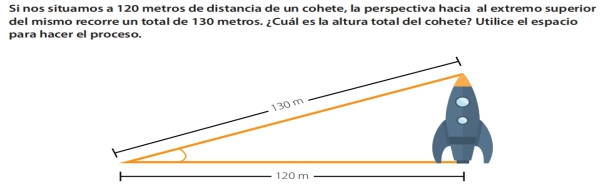 Si nos situamos a 120 metros de distancia de un cohete, la perspectiva hacia al extremo superior
del mismo recorre un total de 130 metros. ¿Cuál es la altura total del cohete? Utilice el espacio
para hacer el proceso.
130 m
120 m